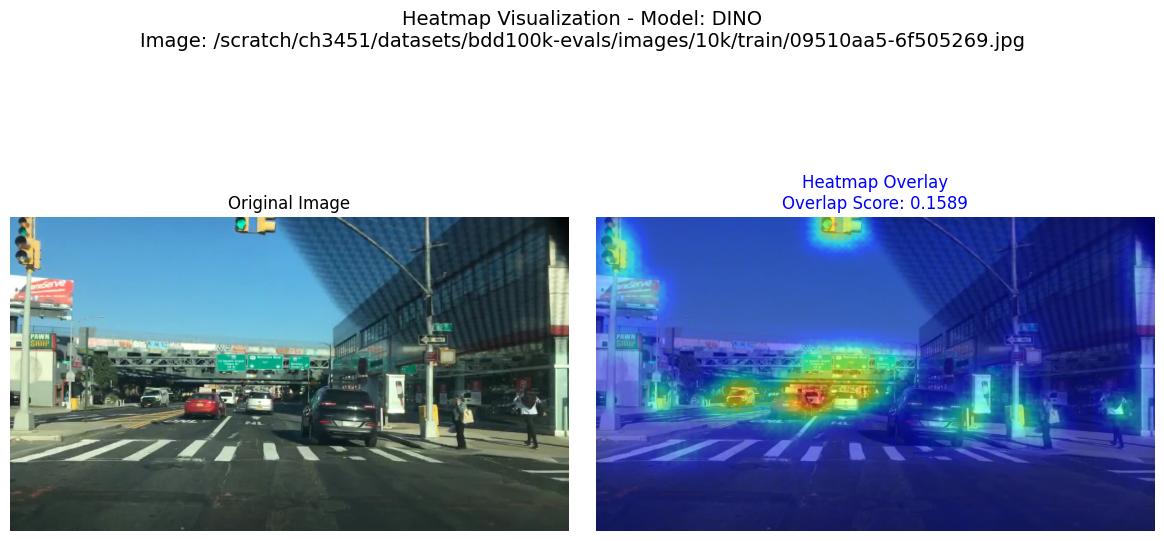 Heatmap Visualization - Model: DINO
Image: /scratch/ch3451/datasets/bdd100k-evals/images/10k/train/09510aa5-6f505269.jpg
Original Image
Heatmap Overlay
Overlap Score: 0.1589
PAWN
SHOP